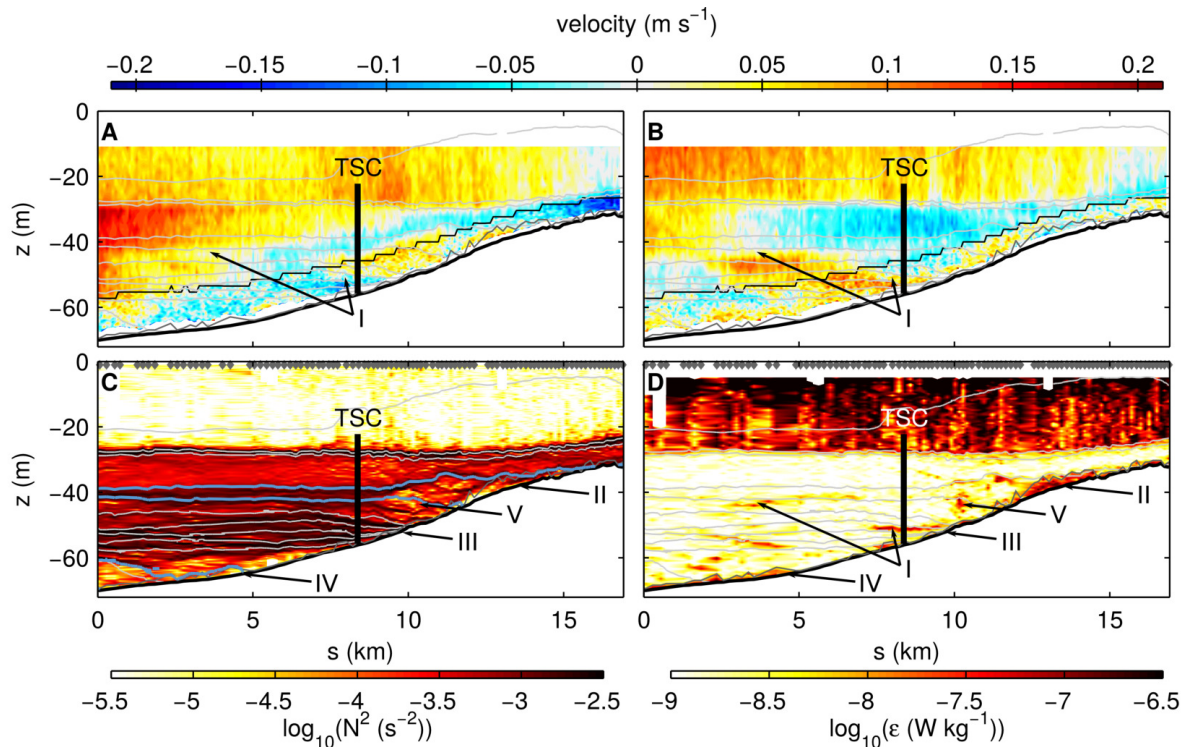 velocity (m s−1)
−0.2 −0.15 −0.1 −0.05 0 0.05 0.1 0.15 0.2
A B
TSC TSC
I I
z (m)
0
−20
−40
−60
C D
TSC TSC
II II
V V
III III
I
IV IV
z (m)
0
−20
−40
−60
0 5 10 15 0 5 10 15
s (km) s (km)
−5.5 −5 −4.5 −4 −3.5 −3 −2.5 −9 −8.5 −8 −7.5 −7 −6.5
log10(N2 (s−2)) log10(ε (W kg−1))